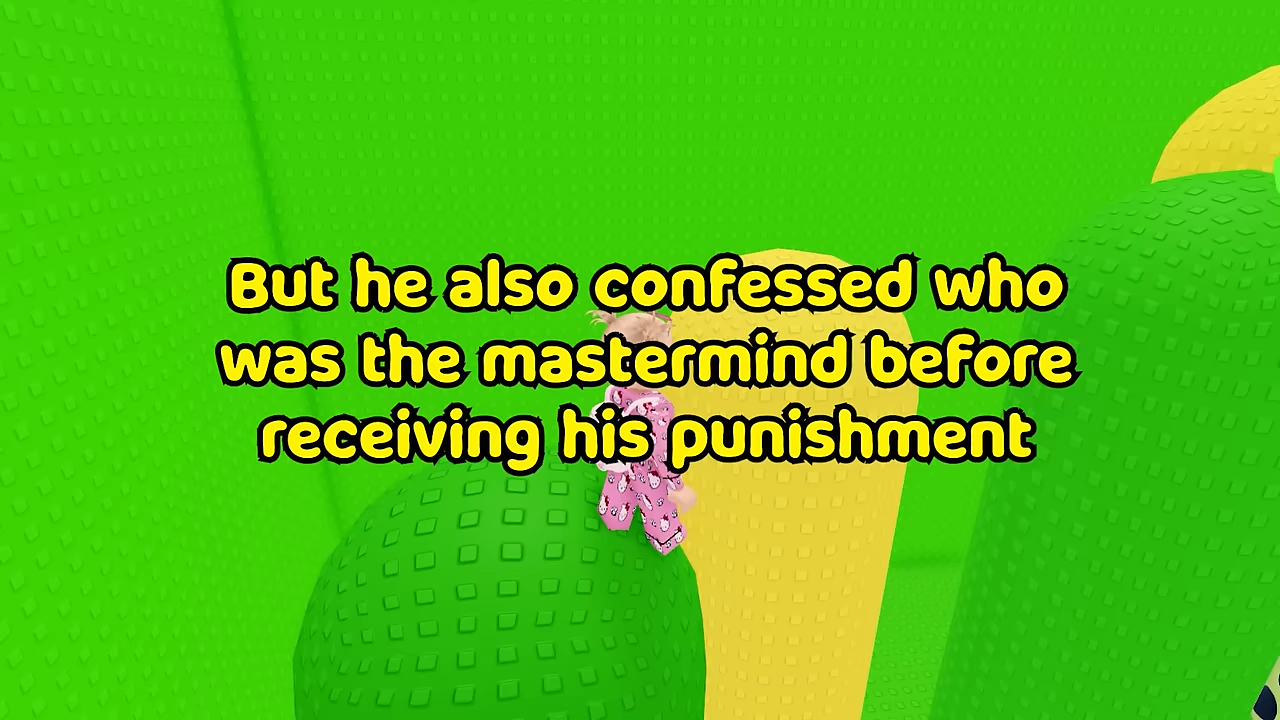 But he also confessed who
was the mastermind before
receiving his punishment